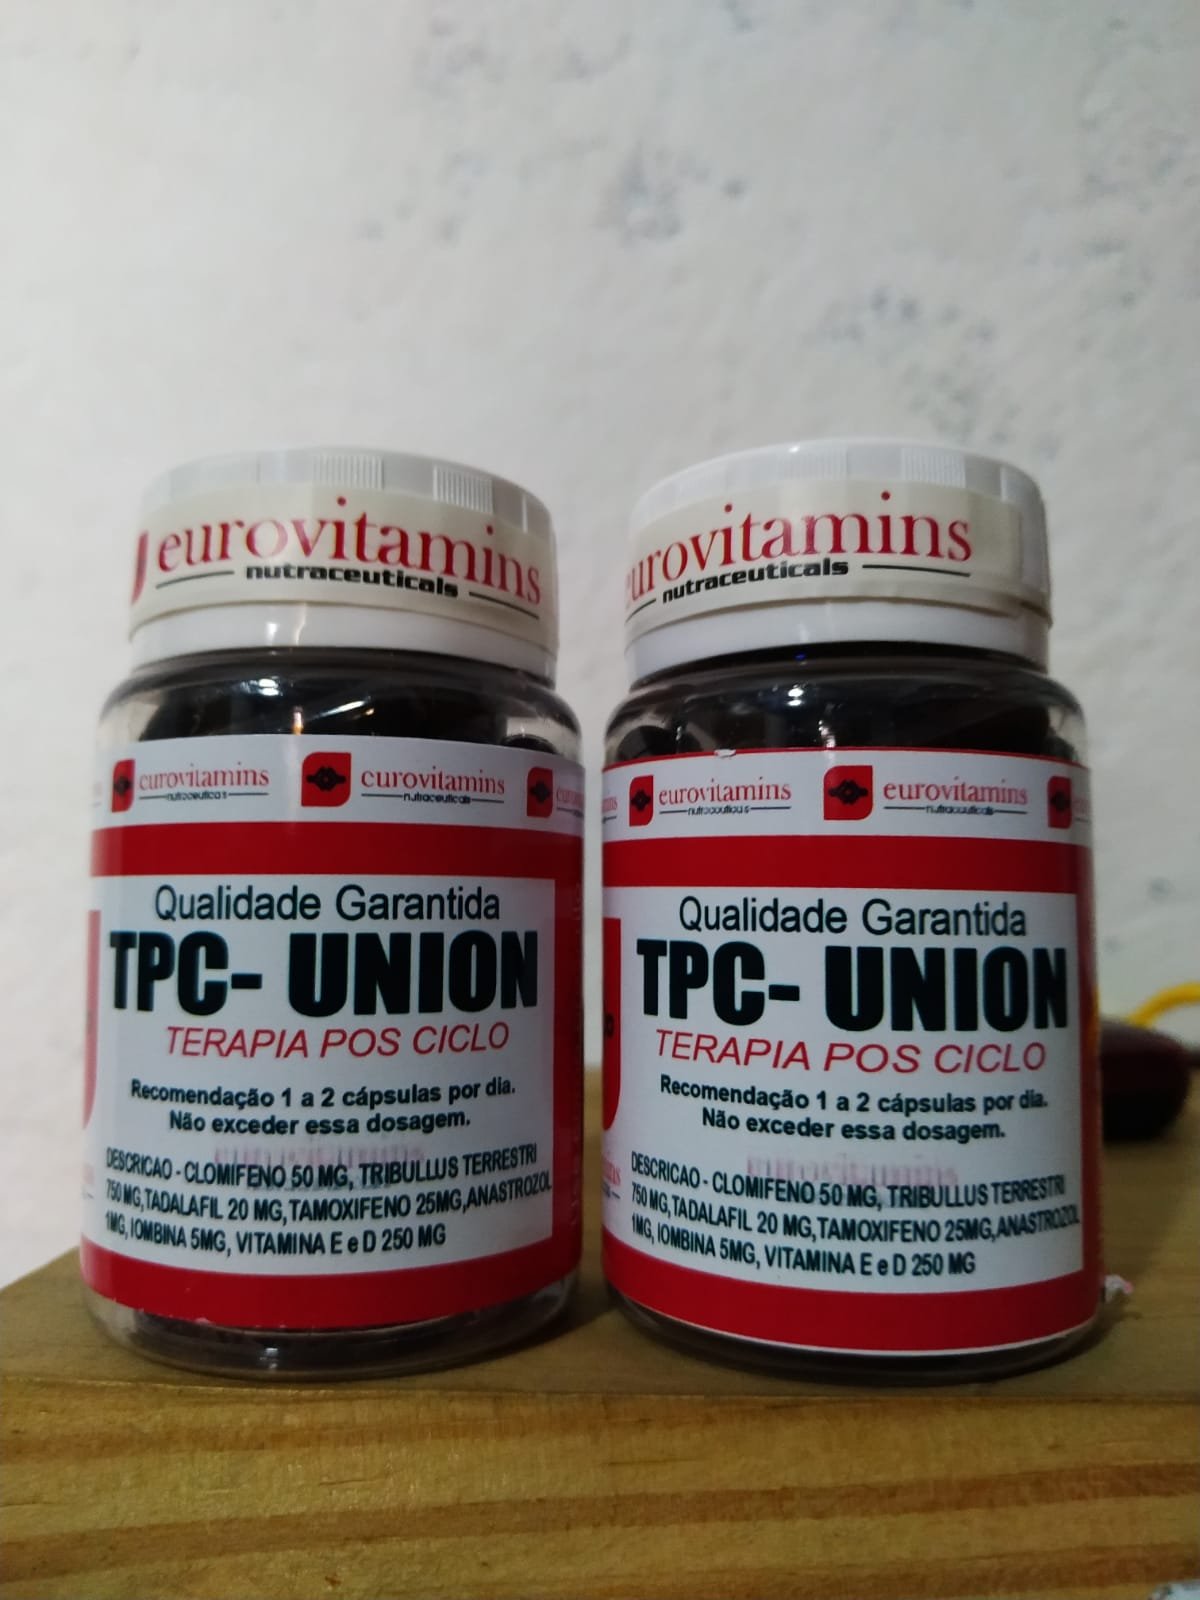 eurovitamins
nutraceuticals
eurovitamins
nutraceuticals
eurovitamins
eurovitamins
nutraceuticals
Qualidade Garantida
TPC- UNION
TERAPIA POS CICLO
Recomendação 1 a 2 cápsulas por dia.
Não exceder essa dosagem.
DESCRICAO - CLOMIFENO 50 MG, TRIBULLUS TERRESTRI
750 MG, TADALAFIL 20 MG, TAMOXIFENO 25MG, ANASTROZOL
1MG, IOMBINA 5MG, VITAMINA E e D 250 MG
eurovitamins
nutraceuticals
eurovitamins
eurovitamins
Qualidade Garantida
TPC- UNION
TERAPIA POS CICLO
Recomendação 1 a 2 cápsulas por dia.
Não exceder essa dosagem.
DESCRICAO - CLOMIFENO 50 MG, TRIBULLUS TERRESTRI
750 MG, TADALAFIL 20 MG, TAMOXIFENO 25MG, ANASTROZOL
1MG, IOMBINA 5MG, VITAMINA E e D 250 MG